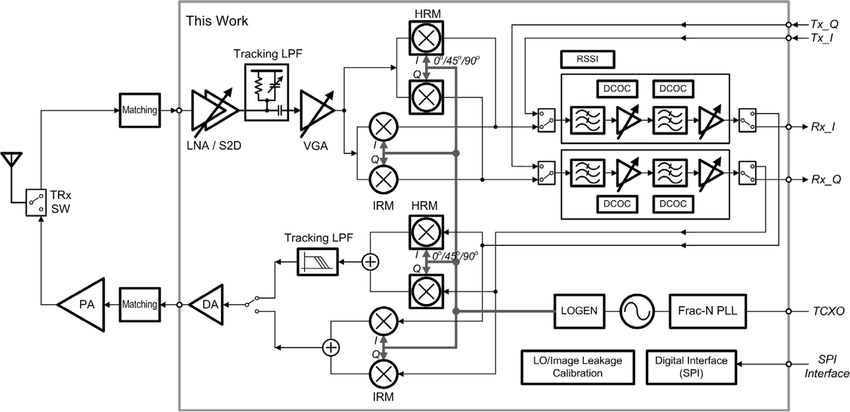 This Work
HRM
Tx_Q
Tx_I
Tracking LPF
I
0°/45°/90°
Q
RSSI
DCOC
DCOC
Matching
LNA / S2D
VGA
Rx_I
I
Q
IRM
Rx_Q
DCOC
DCOC
TRx
SW
HRM
Tracking LPF
I
0°/45°/90°
Q
PA
Matching
DA
LOGEN
Frac-N PLL
TCXO
I
Q
IRM
LO/Image Leakage
Calibration
Digital Interface
(SPI)
SPI
Interface